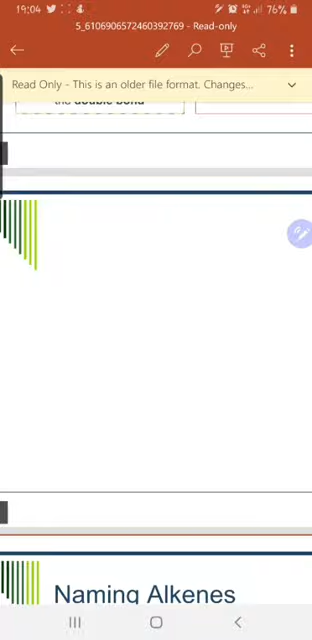 19:04 76%
5_6106906572460392769 - Read-only
Read Only - This is an older file format. Changes...
the double bond
Naming Alkenes